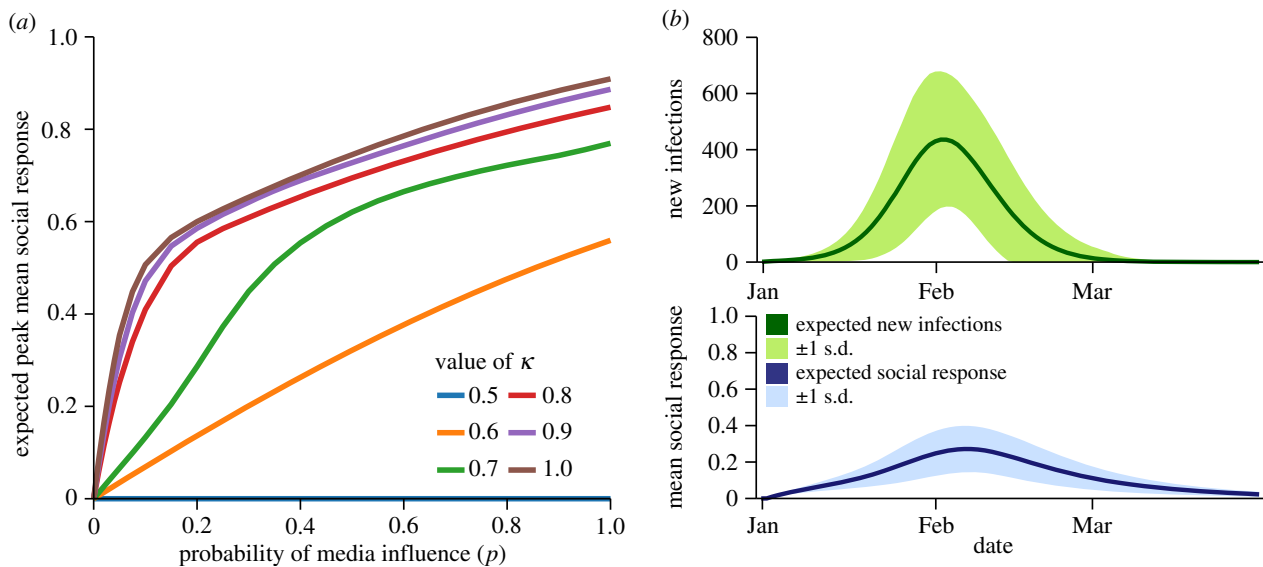 (a)
1.0
0.8
0.6
0.4
0.2
0
expected peak mean social response
0 0.2 0.4 0.6 0.8 1.0
probability of media influence (p)
value of κ
0.5 0.8
0.6 0.9
0.7 1.0
(b)
800
600
400
200
0
new infections
Jan Feb Mar
1.0
0.8
0.6
0.4
0.2
0
mean social response
expected new infections
±1 s.d.
expected social response
±1 s.d.
Jan Feb Mar
date